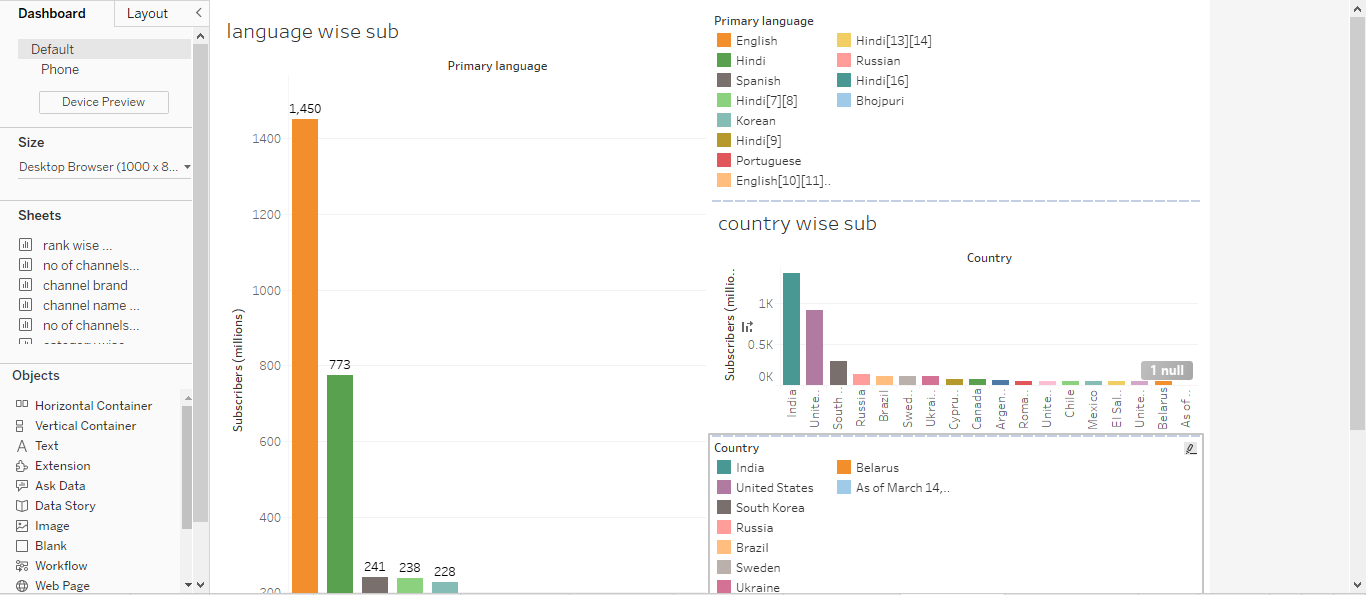 Dashboard
Layout
Default
Phone
Device Preview
Size
Desktop Browser (1000 x 8...
Sheets
rank wise ...
no of channels...
channel brand
channel name ...
no of channels...
Objects
Horizontal Container
Vertical Container
Text
Extension
Ask Data
Data Story
Image
Blank
Workflow
Web Page
language wise sub
Primary language
Subscribers (millions)
1400
1200
1000
800
600
400
200
1,450
773
241
238
228
Primary language
English
Hindi
Spanish
Hindi[7][8]
Korean
Hindi[9]
Portuguese
English[10][11]..
Hindi[13][14]
Russian
Hindi[16]
Bhojpuri
country wise sub
Country
Subscribers (millio..
1K
0.5K
0K
1 null
India
Unite..
South ..
Russia
Brazil
Swed..
Ukrai..
Cypru..
Canada
Argen..
Roma..
Unite..
Chile
Mexico
El Sal..
Unite..
Belarus
As of ..
Country
India
United States
South Korea
Russia
Brazil
Sweden
Ukraine
Belarus
As of March 14,..